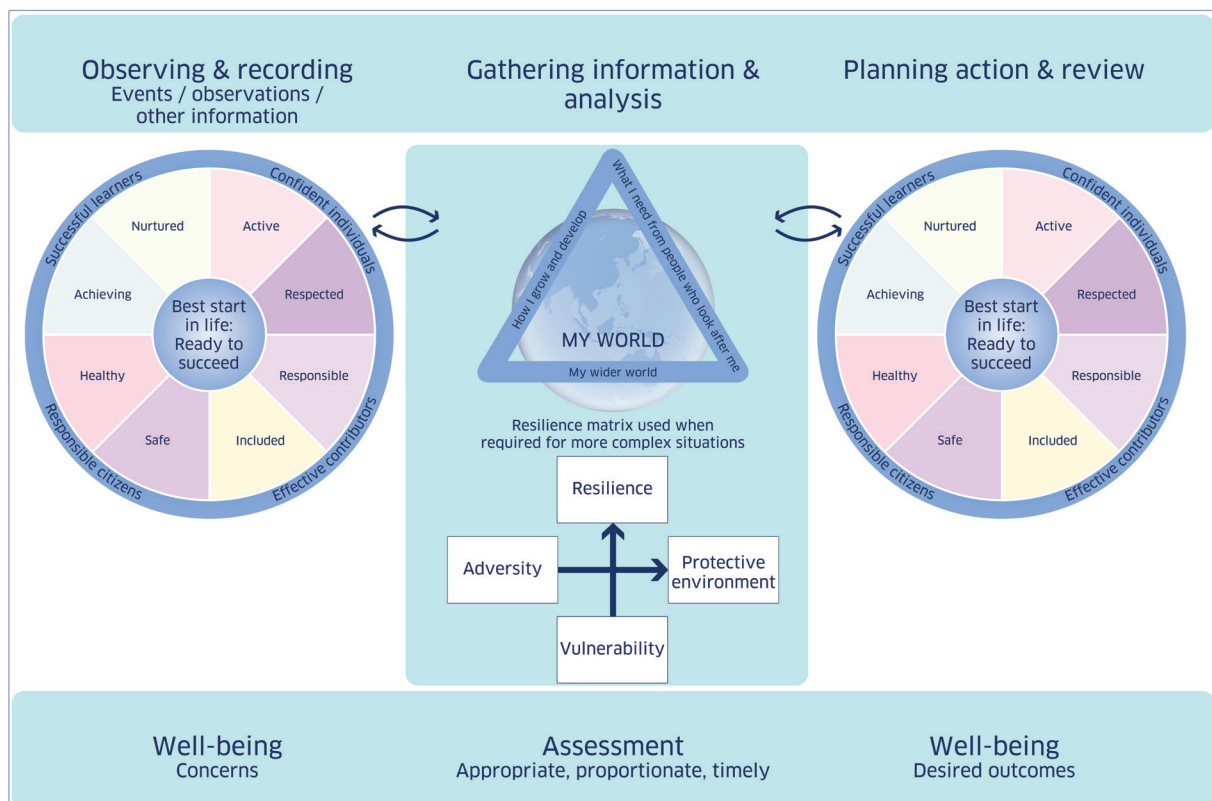 Observing & recording
Events / observations /
other information
Gathering information &
analysis
Planning action & review
Successful learners
Confident individuals
Nurtured
Active
Achieving
Respected
Best start
in life:
Ready to
succeed
Healthy
Responsible
Safe
Included
Responsible citizens
Effective contributors
How I grow and develop
What I need from people who look after me
MY WORLD
My wider world
Resilience matrix used when
required for more complex situations
Resilience
Adversity
Protective
environment
Vulnerability
Successful learners
Confident individuals
Nurtured
Active
Achieving
Respected
Best start
in life:
Ready to
succeed
Healthy
Responsible
Safe
Included
Responsible citizens
Effective contributors
Well-being
Concerns
Assessment
Appropriate, proportionate, timely
Well-being
Desired outcomes